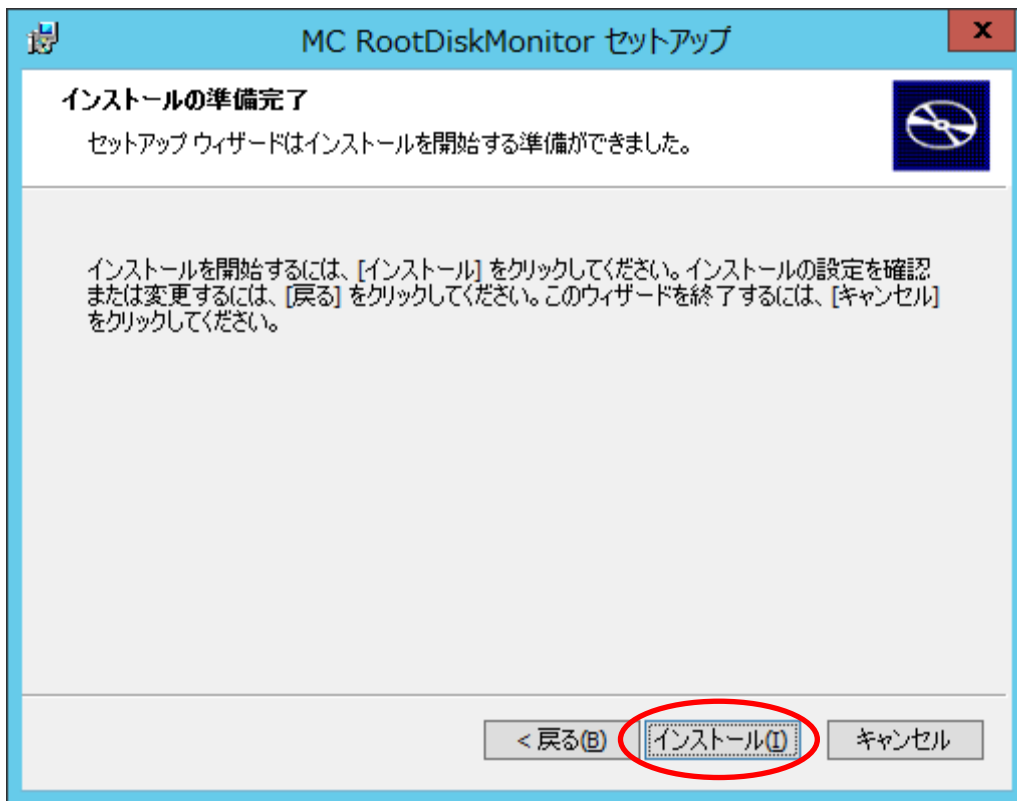 MC RootDiskMonitor セットアップ
インストールの準備完了
セットアップ ウィザードはインストールを開始する準備ができました。
インストールを開始するには、[インストール] をクリックしてください。インストールの設定を確認
または変更するには、[戻る] をクリックしてください。このウィザードを終了するには、[キャンセル]
をクリックしてください。
< 戻る(B)
インストール(I)
キャンセル